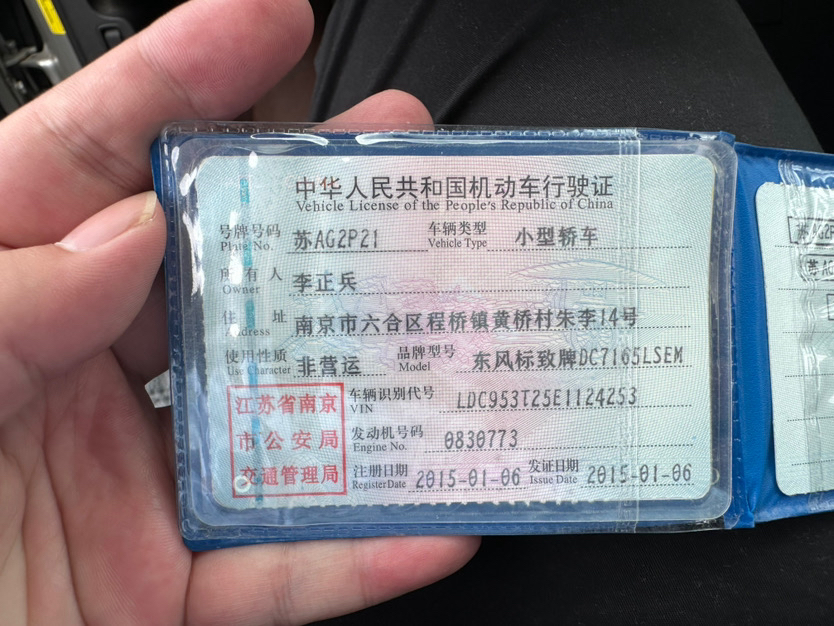 中华人民共和国机动车行驶证
Vehicle License of the People's Republic of China
号牌号码 苏AG2P21 车辆类型 小型轿车
Plate No. Vehicle Type
所有人 李正兵
Owner
住址 南京市六合区程桥镇黄桥村朱李14号
Address
使用性质 非营运 品牌型号 东风标致牌DC7165LSEM
Use Character Model
江苏省南京 车辆识别代号 LDC953T25E1124253
VIN
市公安局 发动机号码 0830773
Engine No.
交通管理局 注册日期 2015-01-06 发证日期 2015-01-06
Register Date Issue Date